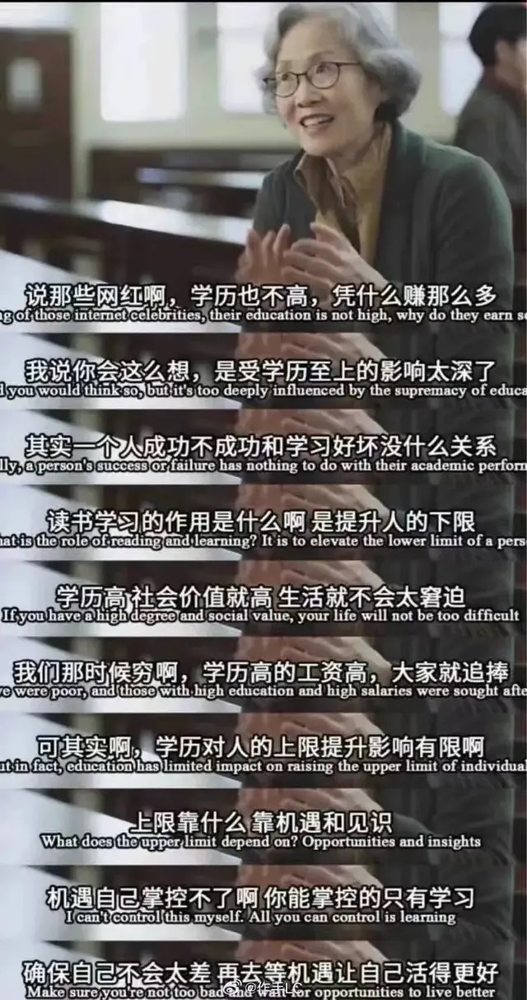 说那些网红啊，学历也不高，凭什么赚那么多
g of those internet celebrities, their education is not high, why do they earn so
我说你会这么想，是受学历至上的影响太深了
d you would think so, but it's too deeply influenced by the supremacy of educa
其实一个人成功不成功和学习好坏没什么关系
lly, a person's success or failure has nothing to do with their academic perform
读书学习的作用是什么啊 是提升人的下限
at is the role of reading and learning? It is to elevate the lower limit of a pers
学历高 社会价值就高 生活就不会太窘迫
If you have a high degree and social value, your life will not be too difficult
我们那时候穷啊，学历高的工资高，大家就追捧
e were poor, and those with high education and high salaries were sought afte
可其实啊，学历对人的上限提升影响有限啊
ut in fact, education has limited impact on raising the upper limit of individual
上限靠什么 靠机遇和见识
What does the upper limit depend on? Opportunities and insights
机遇自己掌控不了啊 你能掌控的只有学习
I can't control this myself. All you can control is learning
确保自己不会太差 再去等机遇让自己活得更好
Make sure you're not too bad and wait for opportunities to live better
@作手LC